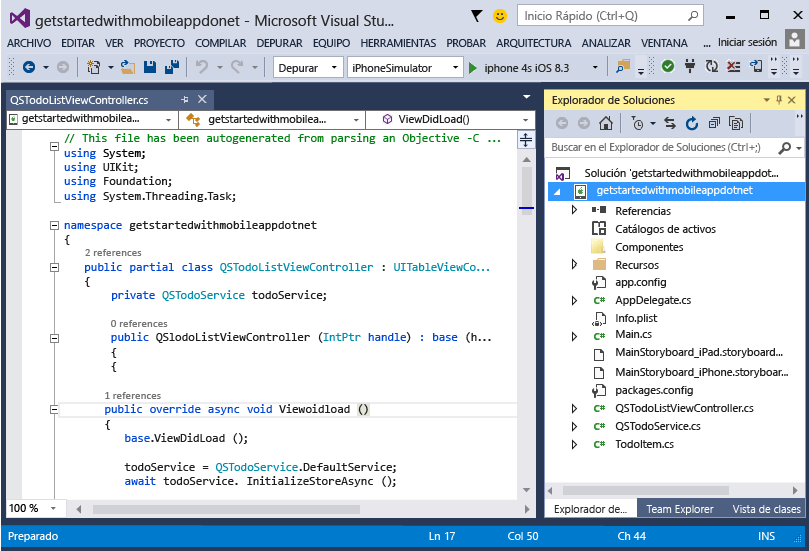 getstartedwithmobileappdonet - Microsoft Visual Stu...
Inicio Rápido (Ctrl+Q)
ARCHIVO EDITAR VER PROYECTO COMPILAR DEPURAR EQUIPO HERRAMIENTAS PROBAR ARQUITECTURA ANALIZAR VENTANA ... Iniciar sesión
Depurar iPhoneSimulator iphone 4s iOS 8.3
QSTodoListViewController.cs
getstartedwithmobilea... getstartedwithmobilea... ViewDidLoad()
// This file has been autogenerated from parsing an Objective -C ...
using System;
using UIKit;
using Foundation;
using System.Threading.Task;
namespace getstartedwithmobileappdotnet
{
2 references
public partial class QSTodoListViewController : UITableViewCo...
{
private QSTodoService todoService;
0 references
public QSlodoListViewController (IntPtr handle) : base (h...
{
{
1 references
public override async void Viewoidload ()
{
base.ViewDidLoad ();
todoService = QSTodoService.DefaultService;
await todoService. InitializeStoreAsync ();
100 %
Explorador de Soluciones
Buscar en el Explorador de Soluciones (Ctrl+;)
Solución 'getstartedwithmobileappdot...
getstartedwithmobileappdotnet
Referencias
Catálogos de activos
Componentes
Recursos
app.config
AppDelegate.cs
Info.plist
Main.cs
MainStoryboard_iPad.storyboard...
MainStoryboard_iPhone.storyboar...
packages.config
QSTodoListViewController.cs
QSTodoService.cs
TodoItem.cs
Explorador de... Team Explorer Vista de clases
Preparado Ln 17 Col 50 Ch 44 INS